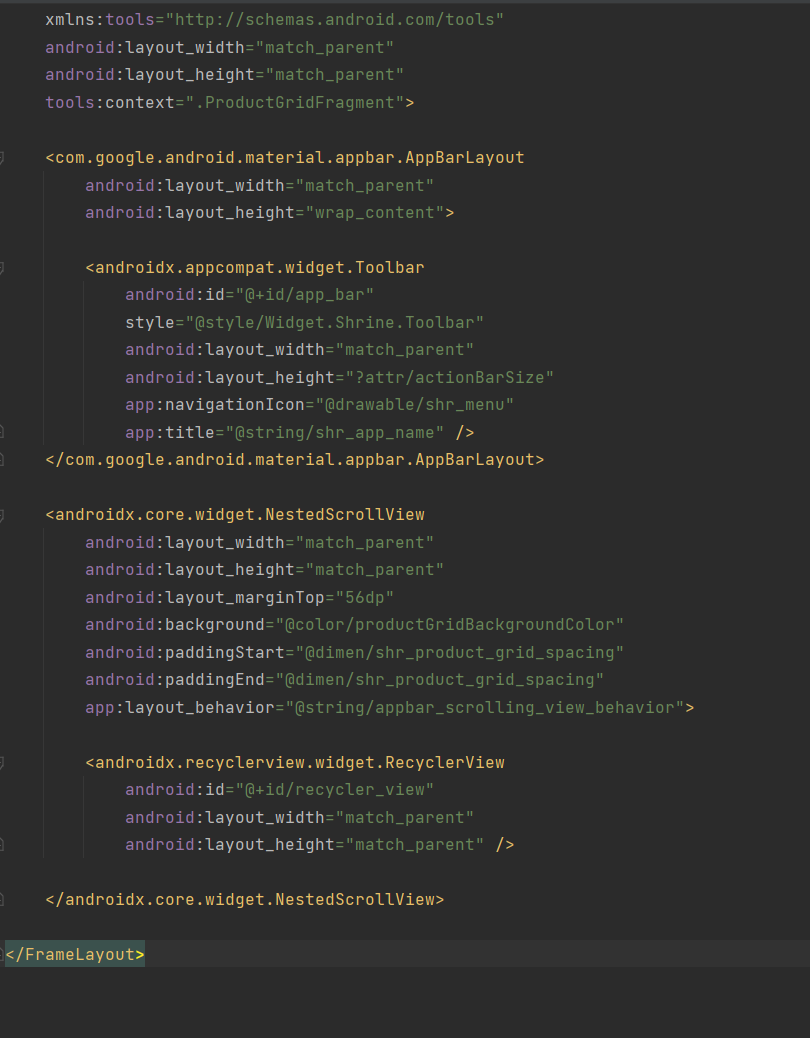 xmlns:tools="http://schemas.android.com/tools"
android:layout_width="match_parent"
android:layout_height="match_parent"
tools:context=".ProductGridFragment">
<com.google.android.material.appbar.AppBarLayout
android:layout_width="match_parent"
android:layout_height="wrap_content">
<androidx.appcompat.widget.Toolbar
android:id="@+id/app_bar"
style="@style/Widget.Shrine.Toolbar"
android:layout_width="match_parent"
android:layout_height="?attr/actionBarSize"
app:navigationIcon="@drawable/shr_menu"
app:title="@string/shr_app_name" />
</com.google.android.material.appbar.AppBarLayout>
<androidx.core.widget.NestedScrollView
android:layout_width="match_parent"
android:layout_height="match_parent"
android:layout_marginTop="56dp"
android:background="@color/productGridBackgroundColor"
android:paddingStart="@dimen/shr_product_grid_spacing"
android:paddingEnd="@dimen/shr_product_grid_spacing"
app:layout_behavior="@string/appbar_scrolling_view_behavior">
<androidx.recyclerview.widget.RecyclerView
android:id="@+id/recycler_view"
android:layout_width="match_parent"
android:layout_height="match_parent" />
</androidx.core.widget.NestedScrollView>
</FrameLayout>